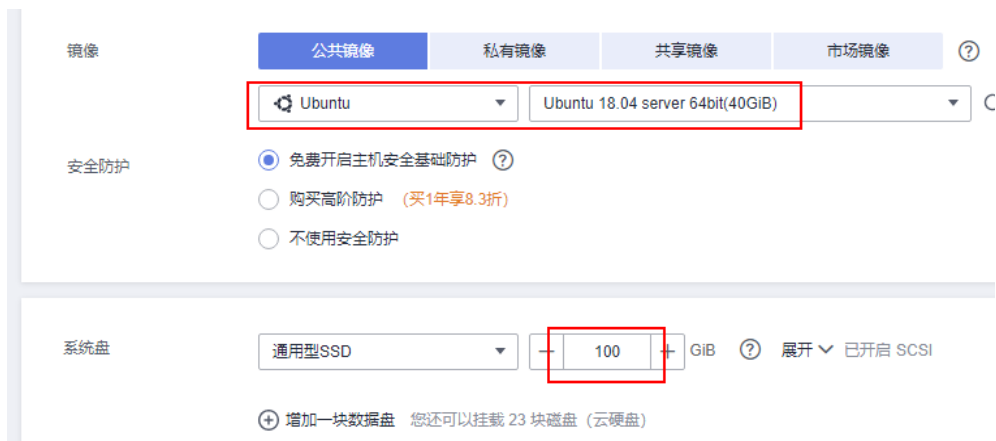 镜像 公共镜像 私有镜像 共享镜像 市场镜像 ?
Ubuntu Ubuntu 18.04 server 64bit(40GiB)
安全防护 免费开启主机安全基础防护 ?
购买高阶防护 (买1年享8.3折)
不使用安全防护
系统盘 通用型SSD − 100 + GiB ? 展开 已开启 SCSI
增加一块数据盘 您还可以挂载 23 块磁盘 (云硬盘)